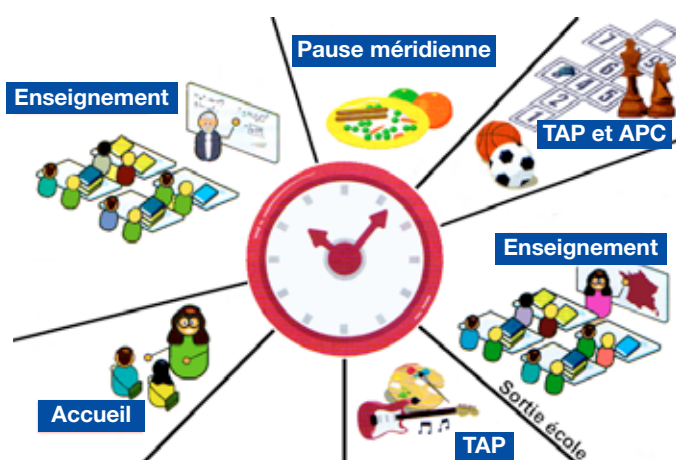 Pause méridienne
Enseignement
TAP et APC
Enseignement
Accueil
TAP
Sortie école